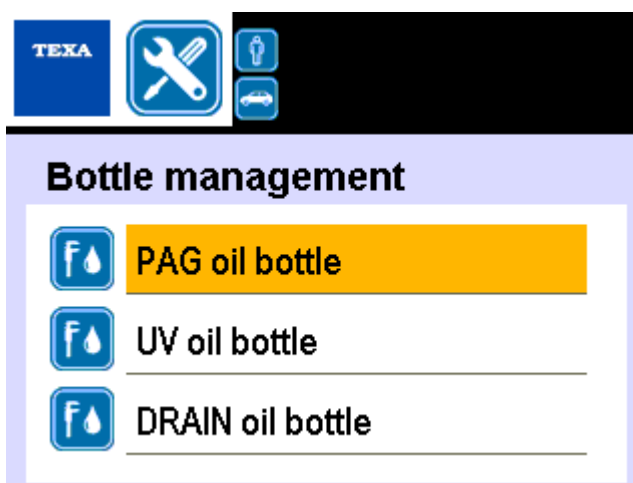 TEXA
Bottle management
PAG oil bottle
UV oil bottle
DRAIN oil bottle